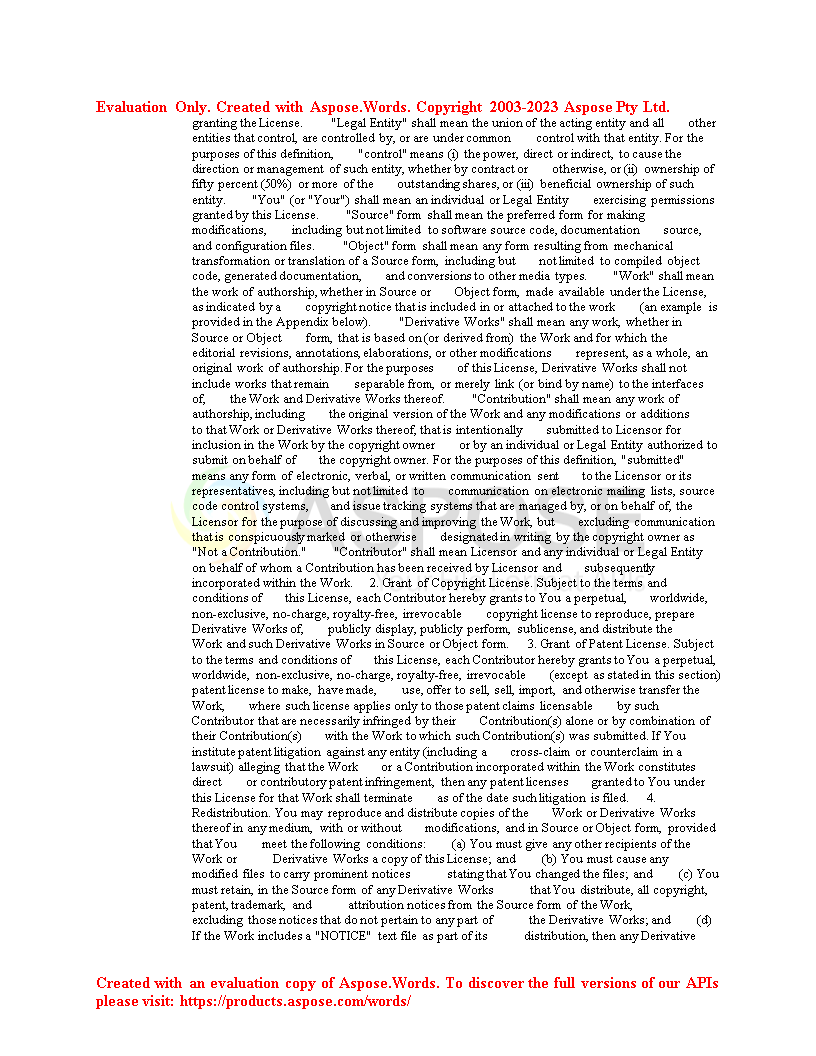 Evaluation Only. Created with Aspose.Words. Copyright 2003-2023 Aspose Pty Ltd.
granting the License. "Legal Entity" shall mean the union of the acting entity and all other
entities that control, are controlled by, or are under common control with that entity. For the
purposes of this definition, "control" means (i) the power, direct or indirect, to cause the
direction or management of such entity, whether by contract or otherwise, or (ii) ownership of
fifty percent (50%) or more of the outstanding shares, or (iii) beneficial ownership of such
entity. "You" (or "Your") shall mean an individual or Legal Entity exercising permissions
granted by this License. "Source" form shall mean the preferred form for making
modifications, including but not limited to software source code, documentation source,
and configuration files. "Object" form shall mean any form resulting from mechanical
transformation or translation of a Source form, including but not limited to compiled object
code, generated documentation, and conversions to other media types. "Work" shall mean
the work of authorship, whether in Source or Object form, made available under the License,
as indicated by a copyright notice that is included in or attached to the work (an example is
provided in the Appendix below). "Derivative Works" shall mean any work, whether in
Source or Object form, that is based on (or derived from) the Work and for which the
editorial revisions, annotations, elaborations, or other modifications represent, as a whole, an
original work of authorship. For the purposes of this License, Derivative Works shall not
include works that remain separable from, or merely link (or bind by name) to the interfaces
of, the Work and Derivative Works thereof. "Contribution" shall mean any work of
authorship, including the original version of the Work and any modifications or additions
to that Work or Derivative Works thereof, that is intentionally submitted to Licensor for
inclusion in the Work by the copyright owner or by an individual or Legal Entity authorized to
submit on behalf of the copyright owner. For the purposes of this definition, "submitted"
means any form of electronic, verbal, or written communication sent to the Licensor or its
representatives, including but not limited to communication on electronic mailing lists, source
code control systems, and issue tracking systems that are managed by, or on behalf of, the
Licensor for the purpose of discussing and improving the Work, but excluding communication
that is conspicuously marked or otherwise designated in writing by the copyright owner as
"Not a Contribution." "Contributor" shall mean Licensor and any individual or Legal Entity
on behalf of whom a Contribution has been received by Licensor and subsequently
incorporated within the Work. 2. Grant of Copyright License. Subject to the terms and
conditions of this License, each Contributor hereby grants to You a perpetual, worldwide,
non-exclusive, no-charge, royalty-free, irrevocable copyright license to reproduce, prepare
Derivative Works of, publicly display, publicly perform, sublicense, and distribute the
Work and such Derivative Works in Source or Object form. 3. Grant of Patent License. Subject
to the terms and conditions of this License, each Contributor hereby grants to You a perpetual,
worldwide, non-exclusive, no-charge, royalty-free, irrevocable (except as stated in this section)
patent license to make, have made, use, offer to sell, sell, import, and otherwise transfer the
Work, where such license applies only to those patent claims licensable by such
Contributor that are necessarily infringed by their Contribution(s) alone or by combination of
their Contribution(s) with the Work to which such Contribution(s) was submitted. If You
institute patent litigation against any entity (including a cross-claim or counterclaim in a
lawsuit) alleging that the Work or a Contribution incorporated within the Work constitutes
direct or contributory patent infringement, then any patent licenses granted to You under
this License for that Work shall terminate as of the date such litigation is filed. 4.
Redistribution. You may reproduce and distribute copies of the Work or Derivative Works
thereof in any medium, with or without modifications, and in Source or Object form, provided
that You meet the following conditions: (a) You must give any other recipients of the
Work or Derivative Works a copy of this License; and (b) You must cause any
modified files to carry prominent notices stating that You changed the files; and (c) You
must retain, in the Source form of any Derivative Works that You distribute, all copyright,
patent, trademark, and attribution notices from the Source form of the Work,
excluding those notices that do not pertain to any part of the Derivative Works; and (d)
If the Work includes a "NOTICE" text file as part of its distribution, then any Derivative
ASPOSE
Created with an evaluation copy of Aspose.Words. To discover the full versions of our APIs
please visit: https://products.aspose.com/words/